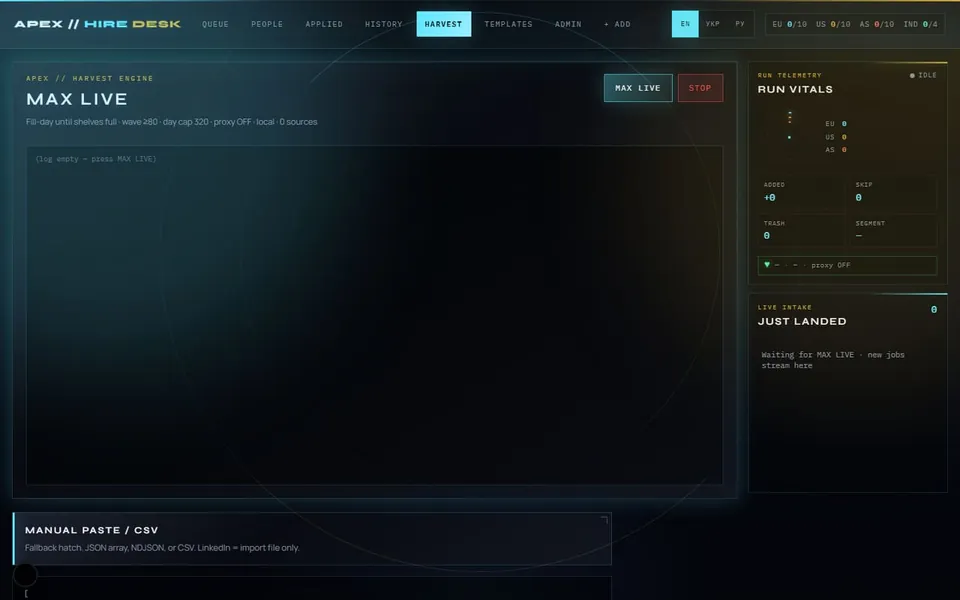 APEX // HIRE DESK QUEUE PEOPLE APPLIED HISTORY HARVEST TEMPLATES ADMIN + ADD EN УКР РУ EU 0/10 US 0/10 AS 0/10 IND 0/4
APEX // HARVEST ENGINE
MAX LIVE
Fill-day until shelves full · wave ≥80 · day cap 320 · proxy OFF · local · 0 sources
MAX LIVE STOP
(log empty — press MAX LIVE)
RUN TELEMETRY IDLE
RUN VITALS
EU 0
US 0
AS 0
ADDED SKIP
+0 0
TRASH SEGMENT
0 —
♥ — · — · proxy OFF
LIVE INTAKE 0
JUST LANDED
Waiting for MAX LIVE · new jobs
stream here
MANUAL PASTE / CSV
Fallback hatch. JSON array, NDJSON, or CSV. LinkedIn = import file only.
[